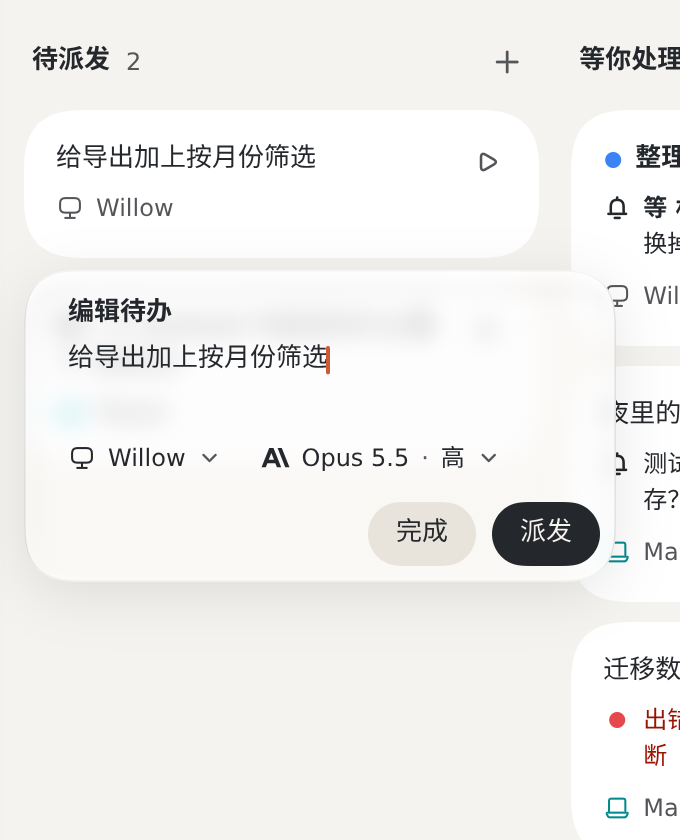 待派发 2
等你处理
给导出加上按月份筛选
Willow
整理
等
换掉
Wil
编辑待办
给导出加上按月份筛选
Willow
Opus 5.5 · 高
完成
派发
夜里的
测试
存?
Ma
迁移数
出错
断
Ma